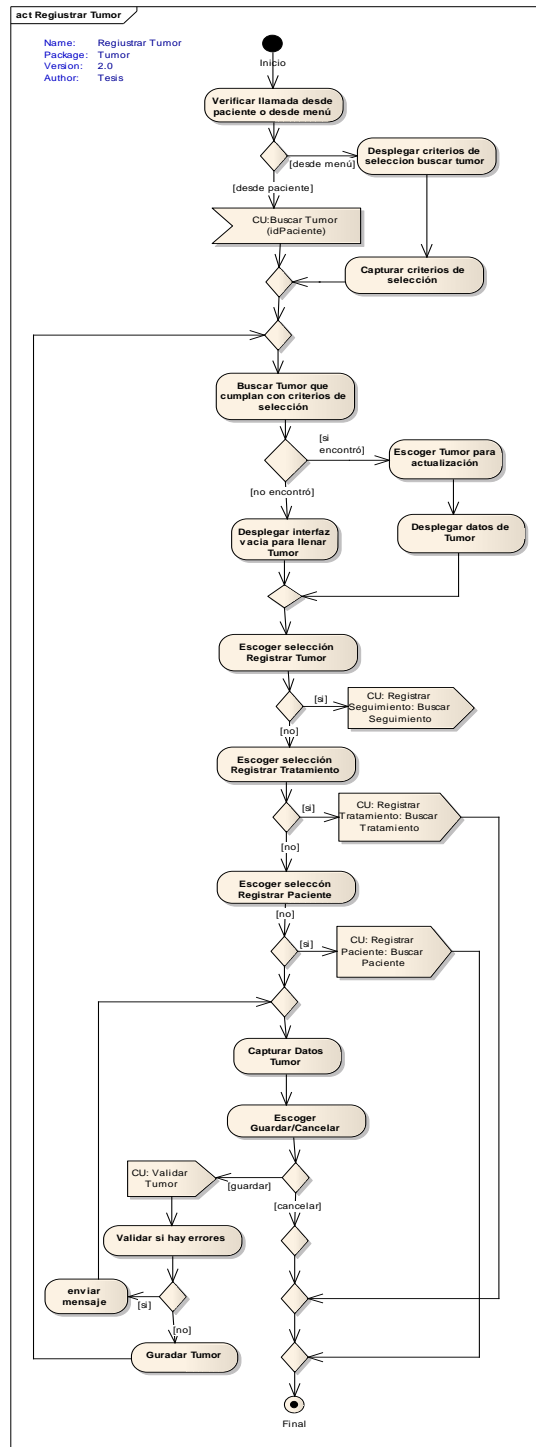 act Regiustrar Tumor
Name: Regiustrar Tumor
Package: Tumor
Version: 2.0
Author: Tesis
Inicio
Verificar llamada desde
paciente o desde menú
[desde menú]
Desplegar criterios de
seleccion buscar tumor
[desde paciente]
CU:Buscar Tumor
(idPaciente)
Capturar criterios de
selección
Buscar Tumor que
cumplan con criterios de
selección
[si
encontró]
Escoger Tumor para
actualización
[no encontró]
Desplegar interfaz
vacia para llenar
Tumor
Desplegar datos de
Tumor
Escoger selección
Registrar Tumor
[si]
CU: Registrar
Seguimiento: Buscar
Seguimiento
[no]
Escoger selección
Registrar Tratamiento
[si]
CU: Registrar
Tratamiento: Buscar
Tratamiento
[no]
Escoger seleccón
Registrar Paciente
[no]
[si]
CU: Registrar
Paciente: Buscar
Paciente
Capturar Datos
Tumor
Escoger
Guardar/Cancelar
CU: Validar
Tumor
[guardar]
[cancelar]
Validar si hay errores
enviar
mensaje
[si]
[no]
Guradar Tumor
Final